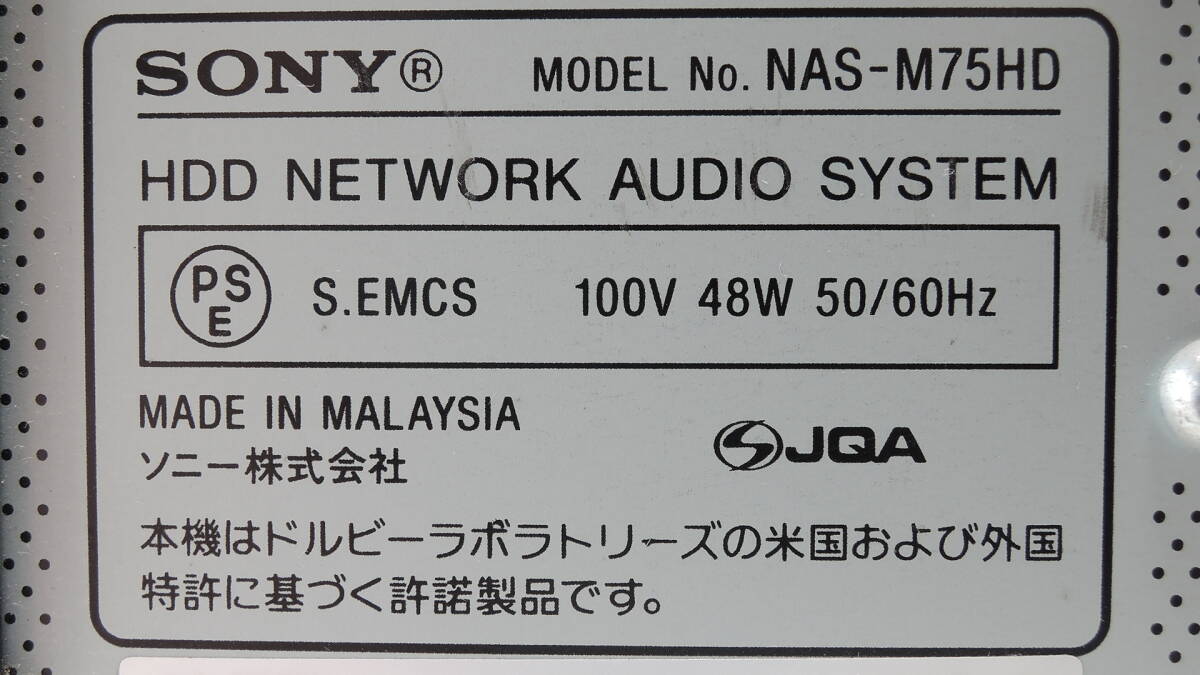 SONY® MODEL No. NAS-M75HD
HDD NETWORK AUDIO SYSTEM
PSE S.EMCS 100V 48W 50/60Hz
MADE IN MALAYSIA
ソニー株式会社
JQA
本機はドルビーラボラトリーズの米国および外国
特許に基づく許諾製品です。